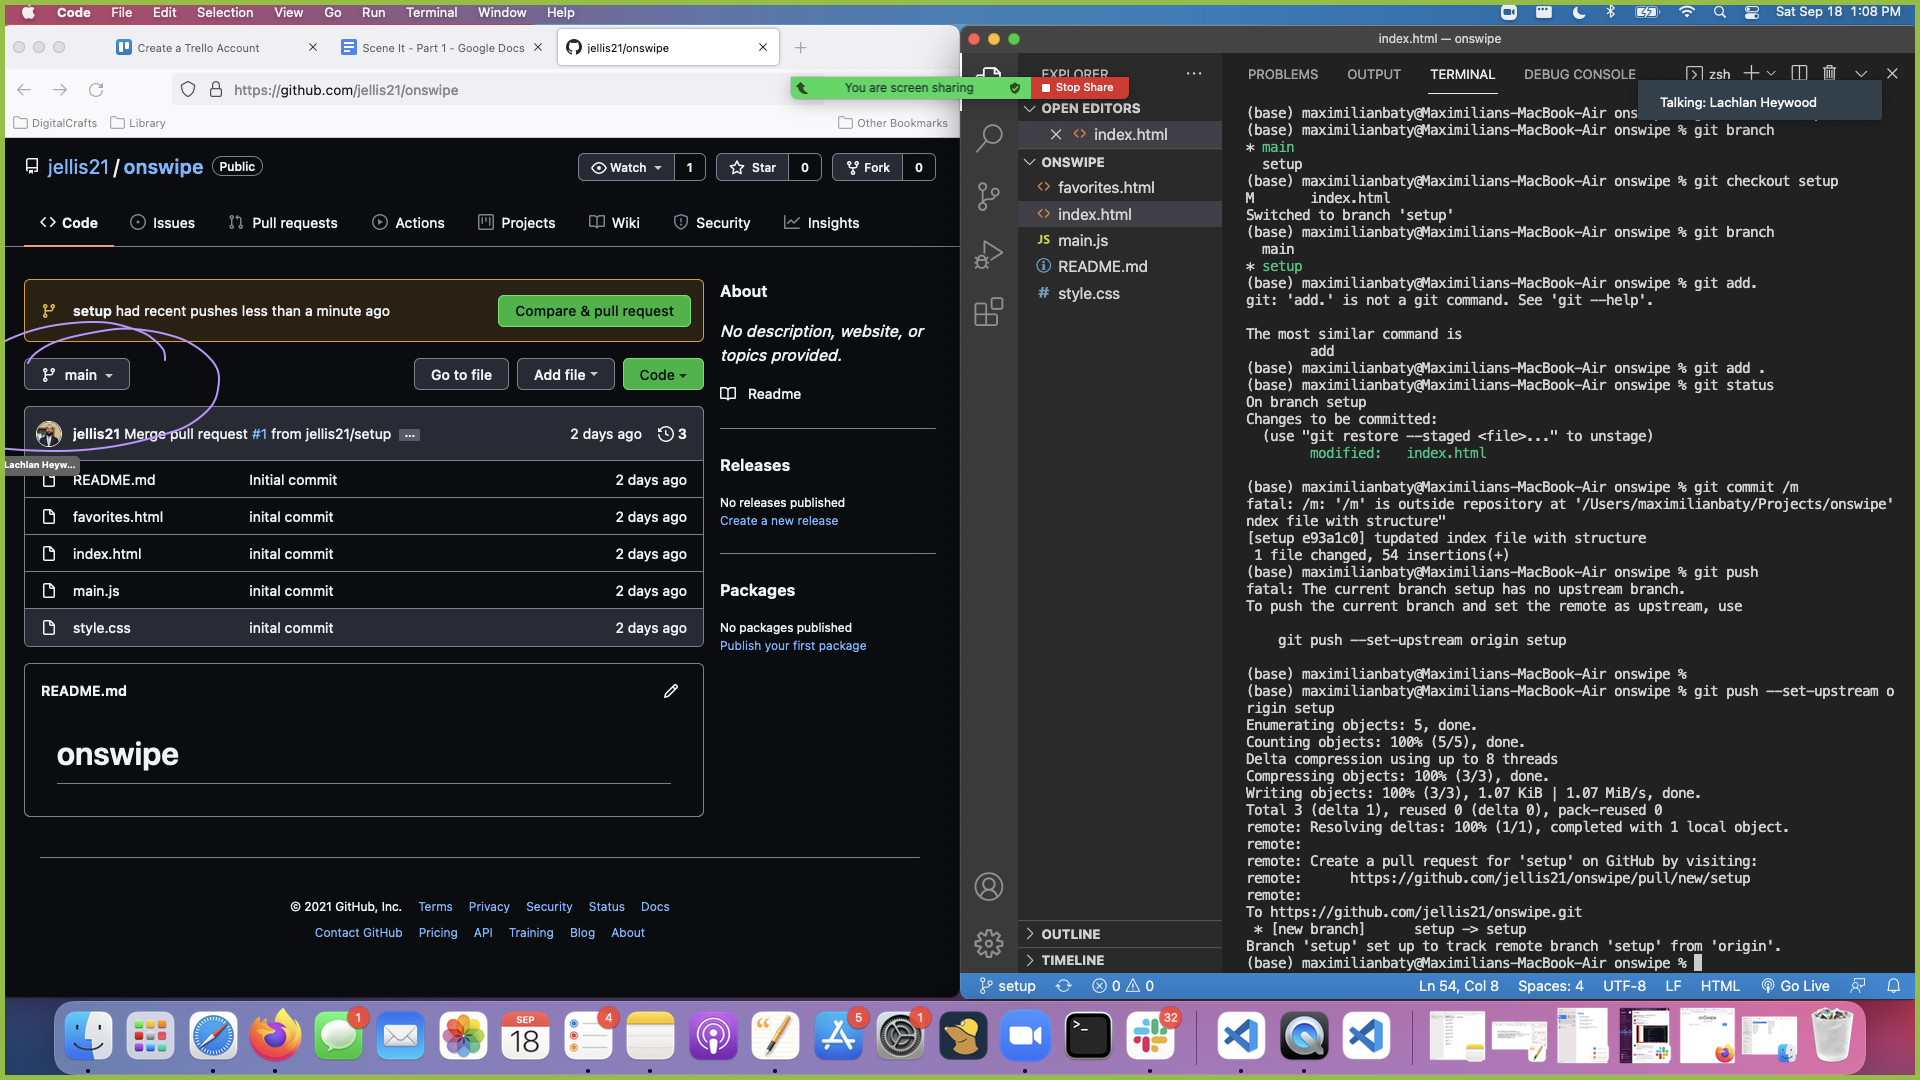 Code File Edit Selection View Go Run Terminal Window Help
Sat Sep 18 1:08 PM
Create a Trello Account
Scene It - Part 1 - Google Docs
jellis21/onswipe
https://github.com/jellis21/onswipe
You are screen sharing
Stop Share
DigitalCrafts
Library
Other Bookmarks
jellis21 / onswipe Public
Watch 1
Star 0
Fork 0
Code Issues Pull requests Actions Projects Wiki Security Insights
setup had recent pushes less than a minute ago
Compare & pull request
main
Go to file
Add file
Code
jellis21 Merge pull request #1 from jellis21/setup ... 2 days ago 3
Lachlan Heyw...
README.md Initial commit 2 days ago
favorites.html inital commit 2 days ago
index.html inital commit 2 days ago
main.js inital commit 2 days ago
style.css inital commit 2 days ago
README.md
onswipe
About
No description, website, or
topics provided.
Readme
Releases
No releases published
Create a new release
Packages
No packages published
Publish your first package
© 2021 GitHub, Inc. Terms Privacy Security Status Docs
Contact GitHub Pricing API Training Blog About
index.html — onswipe
EXPLORER
OPEN EDITORS
index.html
ONSWIPE
favorites.html
index.html
JS main.js
README.md
# style.css
OUTLINE
TIMELINE
PROBLEMS OUTPUT TERMINAL DEBUG CONSOLE
zsh
Talking: Lachlan Heywood
(base) maximilianbaty@Maximilians-MacBook-Air
(base) maximilianbaty@Maximilians-MacBook-Air onswipe % git branch
* main
setup
(base) maximilianbaty@Maximilians-MacBook-Air onswipe % git checkout setup
M index.html
Switched to branch 'setup'
(base) maximilianbaty@Maximilians-MacBook-Air onswipe % git branch
main
* setup
(base) maximilianbaty@Maximilians-MacBook-Air onswipe % git add.
git: 'add.' is not a git command. See 'git --help'.
The most similar command is
add
(base) maximilianbaty@Maximilians-MacBook-Air onswipe % git add .
(base) maximilianbaty@Maximilians-MacBook-Air onswipe % git status
On branch setup
Changes to be committed:
(use "git restore --staged <file>..." to unstage)
modified: index.html
(base) maximilianbaty@Maximilians-MacBook-Air onswipe % git commit /m
fatal: /m: '/m' is outside repository at '/Users/maximilianbaty/Projects/onswipe'
ndex file with structure"
[setup e93a1c0] tupdated index file with structure
1 file changed, 54 insertions(+)
(base) maximilianbaty@Maximilians-MacBook-Air onswipe % git push
fatal: The current branch setup has no upstream branch.
To push the current branch and set the remote as upstream, use
git push --set-upstream origin setup
(base) maximilianbaty@Maximilians-MacBook-Air onswipe %
(base) maximilianbaty@Maximilians-MacBook-Air onswipe % git push --set-upstream o
rigin setup
Enumerating objects: 5, done.
Counting objects: 100% (5/5), done.
Delta compression using up to 8 threads
Compressing objects: 100% (3/3), done.
Writing objects: 100% (3/3), 1.07 KiB | 1.07 MiB/s, done.
Total 3 (delta 1), reused 0 (delta 0), pack-reused 0
remote: Resolving deltas: 100% (1/1), completed with 1 local object.
remote:
remote: Create a pull request for 'setup' on GitHub by visiting:
remote: https://github.com/jellis21/onswipe/pull/new/setup
remote:
To https://github.com/jellis21/onswipe.git
* [new branch] setup -> setup
Branch 'setup' set up to track remote branch 'setup' from 'origin'.
(base) maximilianbaty@Maximilians-MacBook-Air onswipe %
setup 0 0 Ln 54, Col 8 Spaces: 4 UTF-8 LF HTML Go Live
1
SEP
18
4
5
1
32